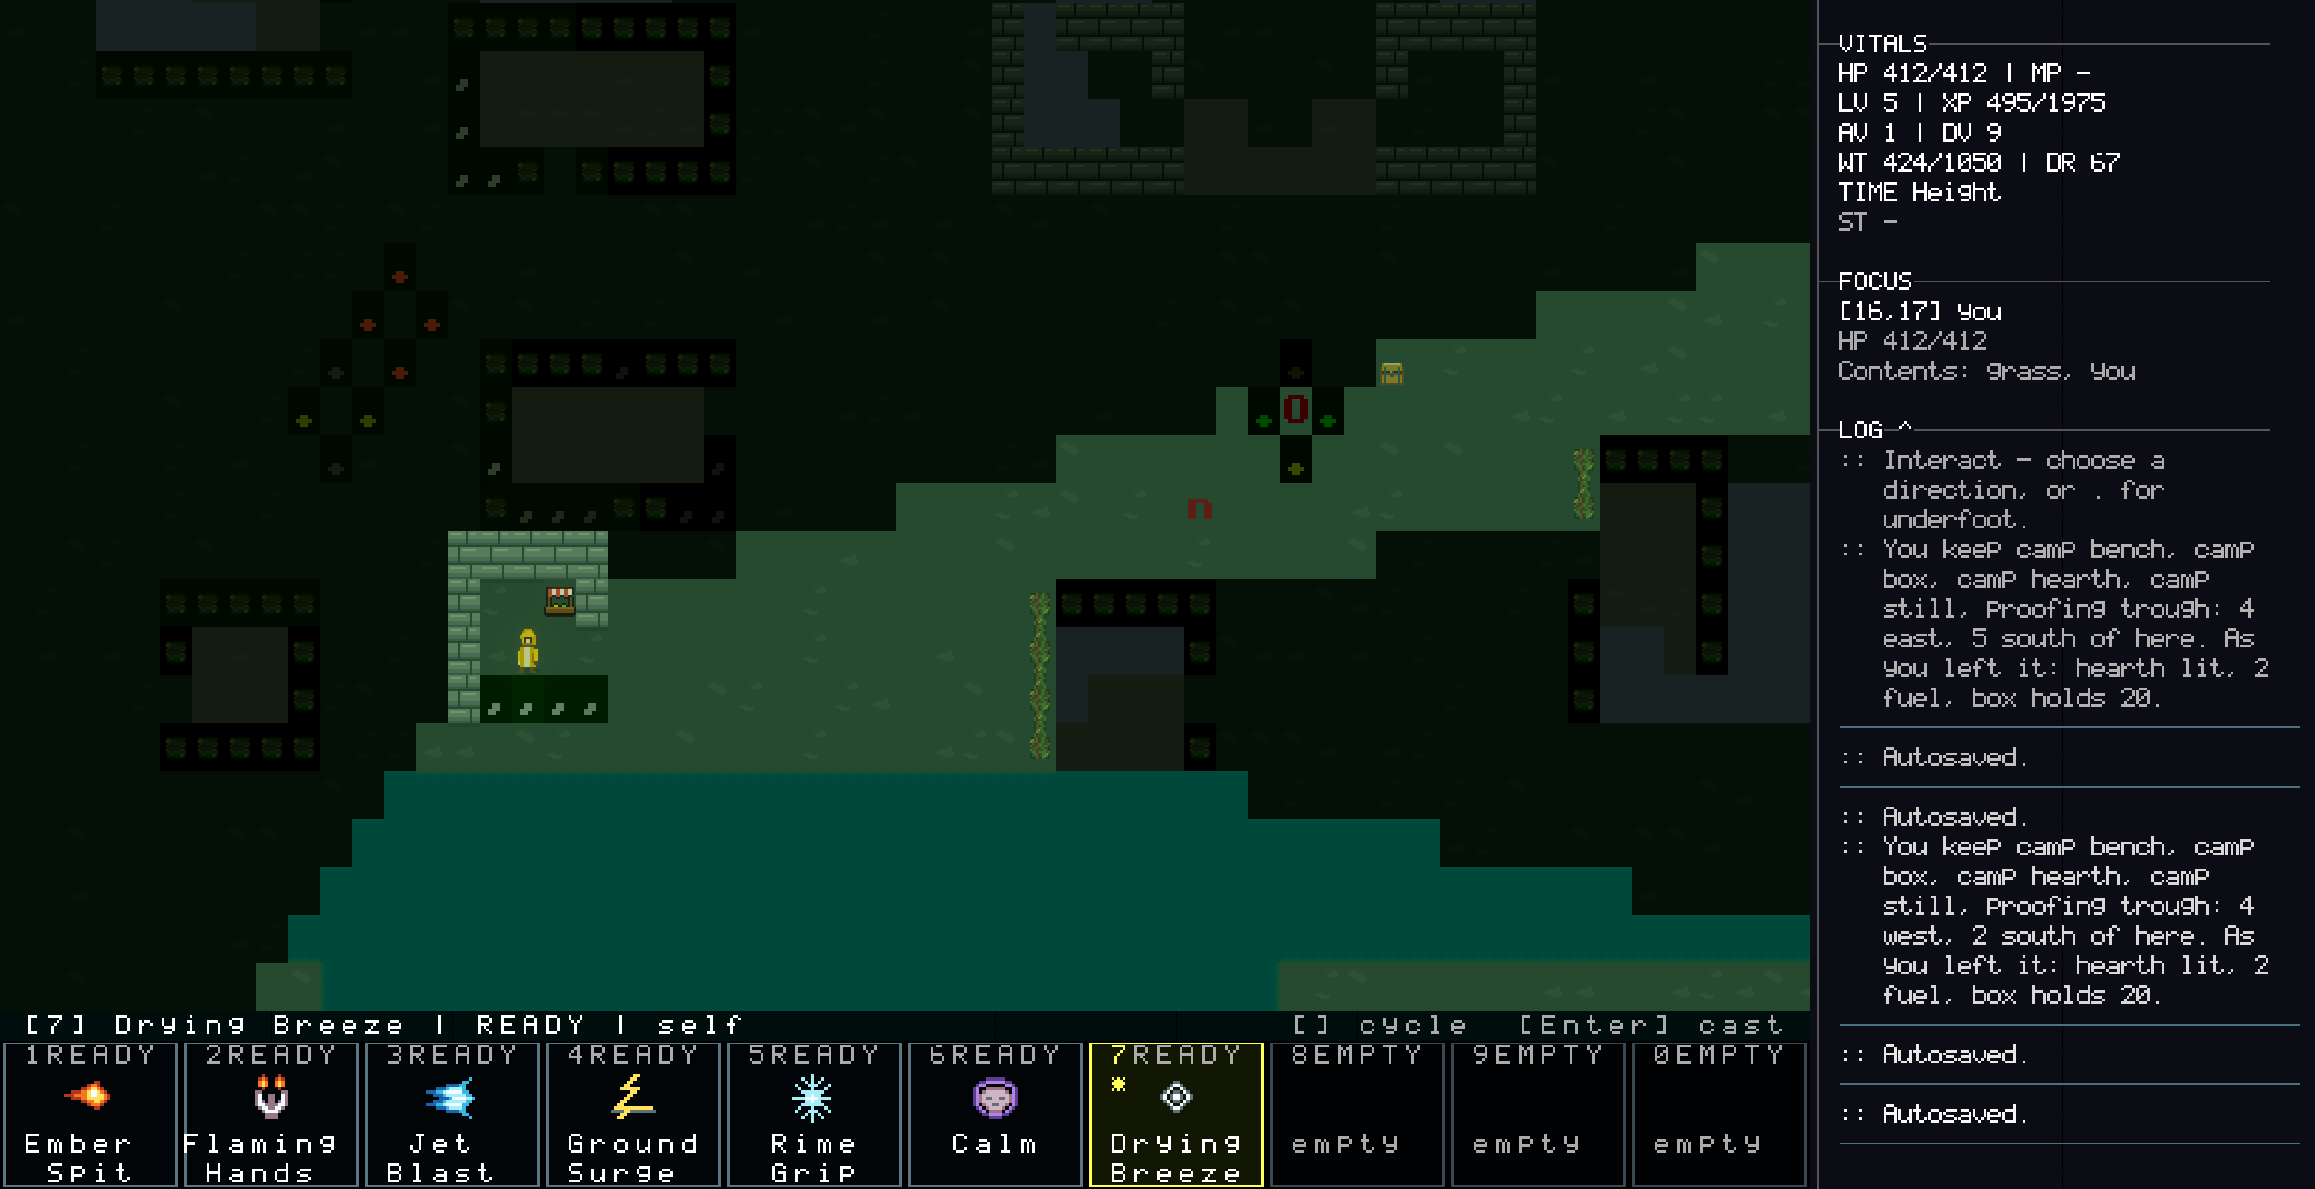 VITALS
HP 412/412 | MP -
LV 5 | XP 495/1975
AV 1 | DV 9
WT 424/1050 | DR 67
TIME Height
ST -
FOCUS
[16,17] you
HP 412/412
Contents: grass, you
LOG ^
:: Interact - choose a
direction, or . for
underfoot.
:: You keep camp bench, camp
box, camp hearth, camp
still, Proofing trough: 4
east, 5 south of here. As
you left it: hearth lit, 2
fuel, box holds 20.
:: Autosaved.
:: Autosaved.
:: You keep camp bench, camp
box, camp hearth, camp
still, Proofing trough: 4
west, 2 south of here. As
you left it: hearth lit, 2
fuel, box holds 20.
:: Autosaved.
:: Autosaved.
0
n
[7] Drying Breeze | READY | self
[] cycle [Enter] cast
1READY
Ember
Spit
2READY
Flaming
Hands
3READY
Jet
Blast
4READY
Ground
Surge
5READY
Rime
Grip
6READY
Calm
7READY
*
Drying
Breeze
8EMPTY
empty
9EMPTY
empty
0EMPTY
empty